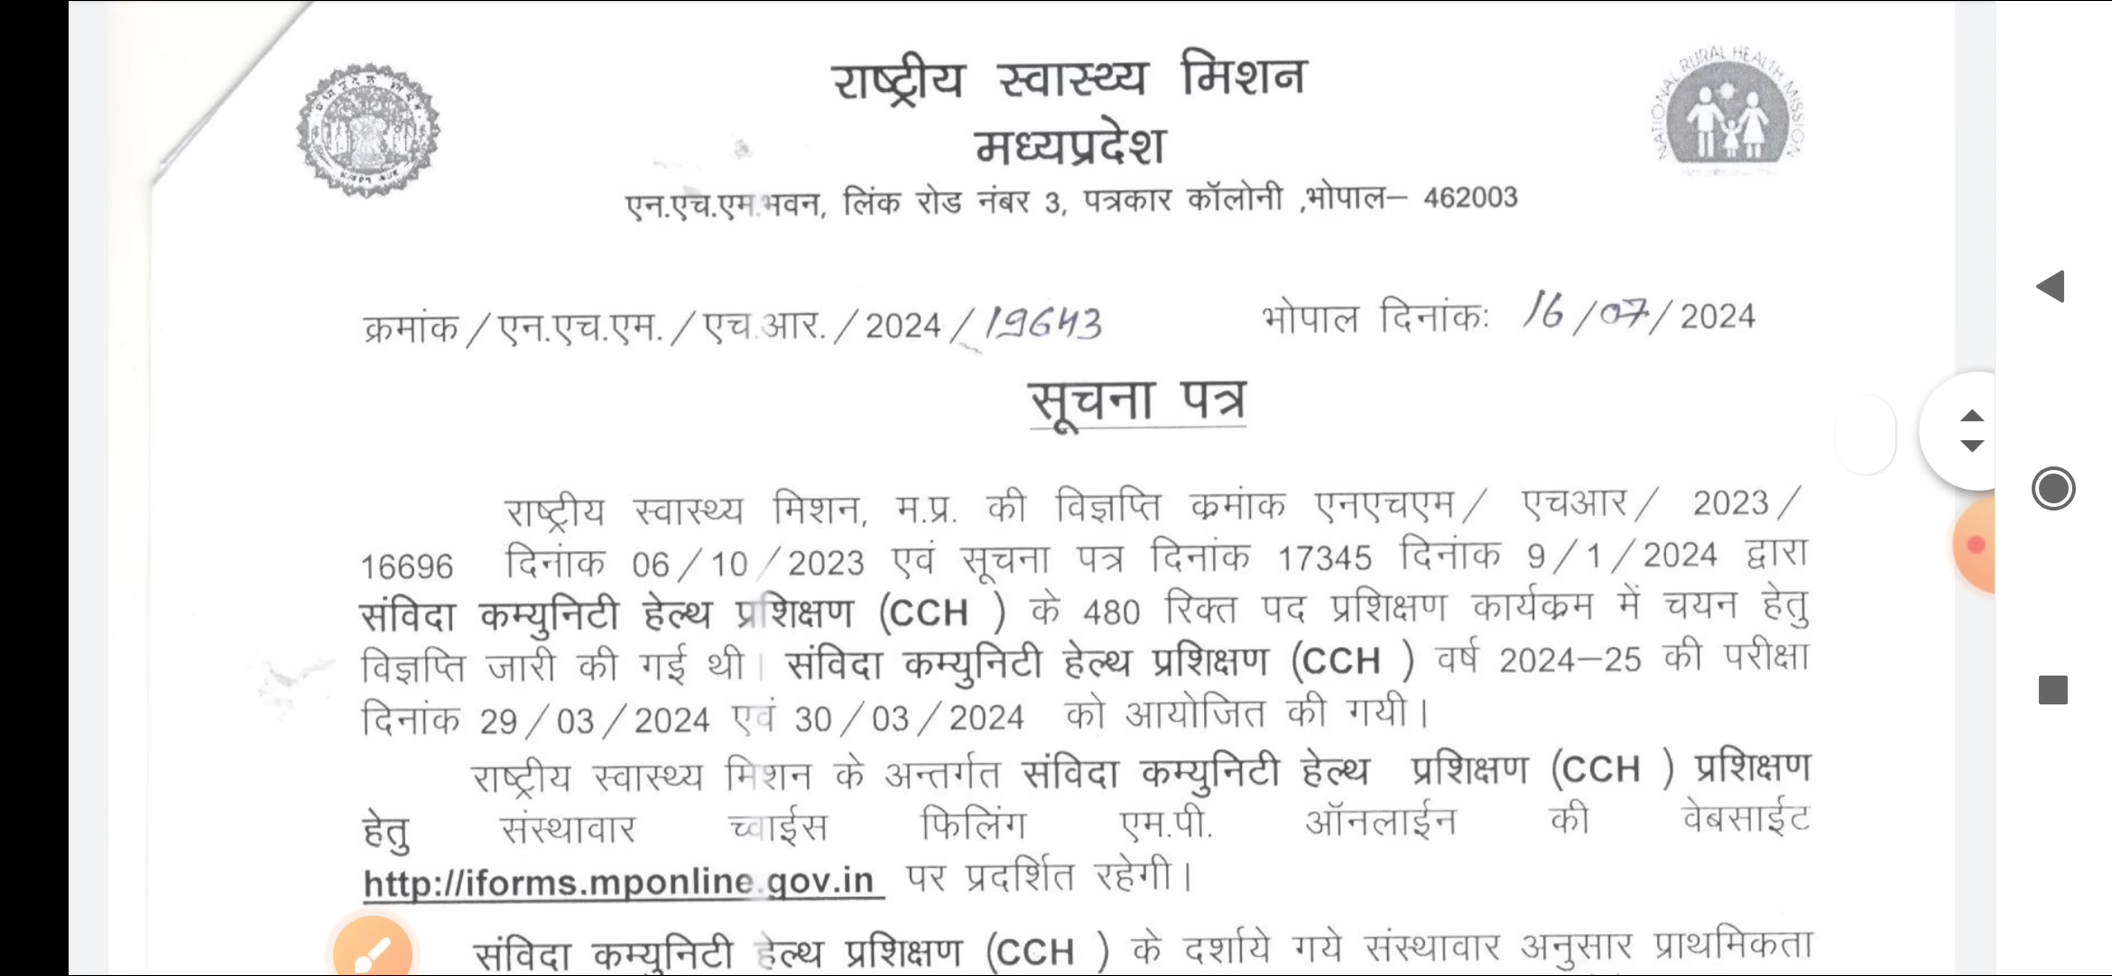 राष्ट्रीय स्वास्थ्य मिशन
NATIONAL RURAL HEALTH MISSION
मध्यप्रदेश
एन.एच.एम.भवन, लिंक रोड नंबर 3, पत्रकार कॉलोनी ,भोपाल– 462003
क्रमांक/एन.एच.एम./एच.आर./2024/19643 भोपाल दिनांकः 16/07/2024
सूचना पत्र
राष्ट्रीय स्वास्थ्य मिशन, म.प्र. की विज्ञप्ति क्रमांक एनएचएम/ एचआर/ 2023/
16696 दिनांक 06/10/2023 एवं सूचना पत्र दिनांक 17345 दिनांक 9/1/2024 द्वारा
संविदा कम्युनिटी हेल्थ प्रशिक्षण (CCH ) के 480 रिक्त पद प्रशिक्षण कार्यक्रम में चयन हेतु
विज्ञप्ति जारी की गई थी। संविदा कम्युनिटी हेल्थ प्रशिक्षण (CCH ) वर्ष 2024–25 की परीक्षा
दिनांक 29/03/2024 एवं 30/03/2024 को आयोजित की गयी।
राष्ट्रीय स्वास्थ्य मिशन के अन्तर्गत संविदा कम्युनिटी हेल्थ प्रशिक्षण (CCH ) प्रशिक्षण
हेतु संस्थावार च्वाईस फिलिंग एम.पी. ऑनलाईन की वेबसाईट
http://iforms.mponline.gov.in पर प्रदर्शित रहेगी।
संविदा कम्युनिटी हेल्थ प्रशिक्षण (CCH ) के दर्शाये गये संस्थावार अनुसार प्राथमिकता